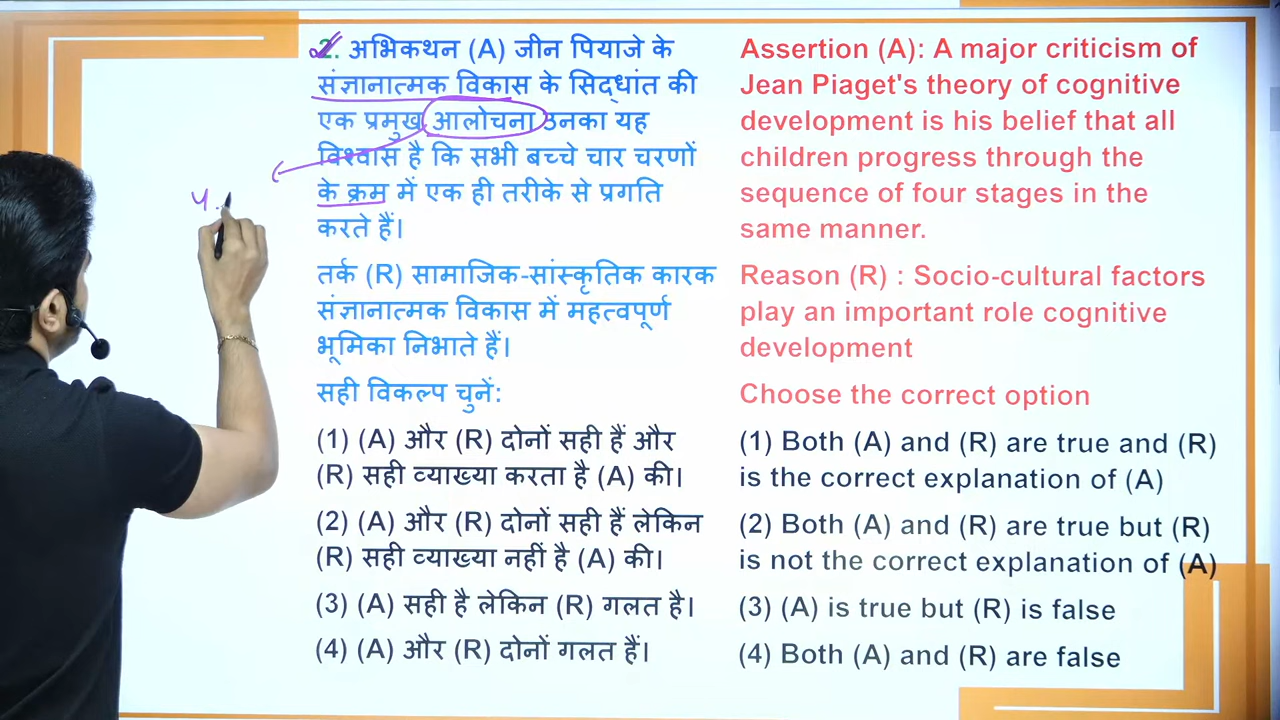 2. अभिकथन (A) जीन पियाजे के
संज्ञानात्मक विकास के सिद्धांत की
एक प्रमुख आलोचना उनका यह
विश्वास है कि सभी बच्चे चार चरणों
के क्रम में एक ही तरीके से प्रगति
करते हैं।
तर्क (R) सामाजिक-सांस्कृतिक कारक
संज्ञानात्मक विकास में महत्वपूर्ण
भूमिका निभाते हैं।
सही विकल्प चुनें:
(1) (A) और (R) दोनों सही हैं और
(R) सही व्याख्या करता है (A) की।
(2) (A) और (R) दोनों सही हैं लेकिन
(R) सही व्याख्या नहीं है (A) की।
(3) (A) सही है लेकिन (R) गलत है।
(4) (A) और (R) दोनों गलत हैं।
Assertion (A): A major criticism of
Jean Piaget's theory of cognitive
development is his belief that all
children progress through the
sequence of four stages in the
same manner.
Reason (R) : Socio-cultural factors
play an important role cognitive
development
Choose the correct option
(1) Both (A) and (R) are true and (R)
is the correct explanation of (A)
(2) Both (A) and (R) are true but (R)
is not the correct explanation of (A)
(3) (A) is true but (R) is false
(4) Both (A) and (R) are false